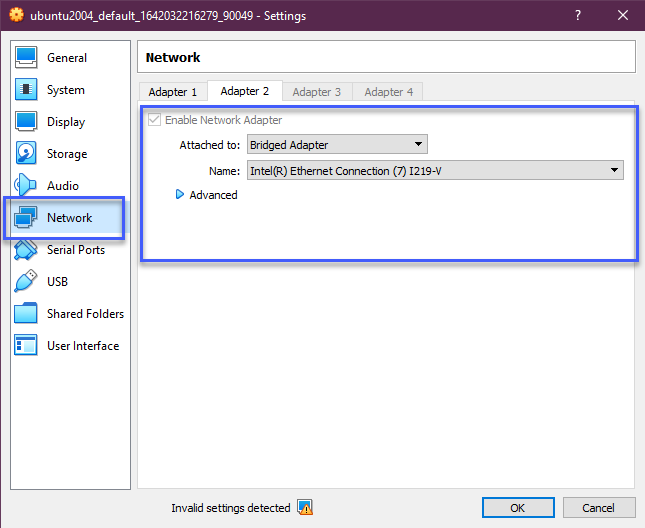 ubuntu2004_default_1642032216279_90049 - Settings
?
General
System
Display
Storage
Audio
Network
Serial Ports
USB
Shared Folders
User Interface
Network
Adapter 1 Adapter 2 Adapter 3 Adapter 4
Enable Network Adapter
Attached to: Bridged Adapter
Name: Intel(R) Ethernet Connection (7) I219-V
Advanced
Invalid settings detected
OK Cancel